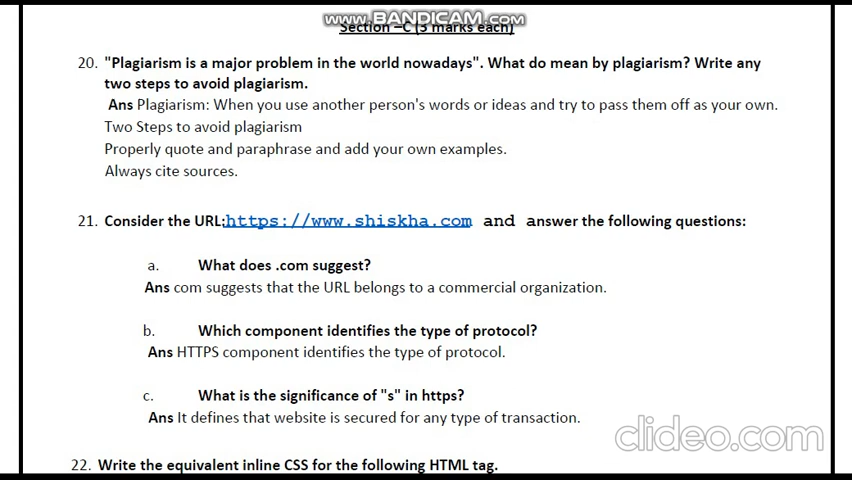 www.BANDICAM.com
Section –C (3 marks each)
20. "Plagiarism is a major problem in the world nowadays". What do mean by plagiarism? Write any
two steps to avoid plagiarism.
Ans Plagiarism: When you use another person's words or ideas and try to pass them off as your own.
Two Steps to avoid plagiarism
Properly quote and paraphrase and add your own examples.
Always cite sources.
21. Consider the URL:https://www.shiskha.com and answer the following questions:
a. What does .com suggest?
Ans com suggests that the URL belongs to a commercial organization.
b. Which component identifies the type of protocol?
Ans HTTPS component identifies the type of protocol.
c. What is the significance of "s" in https?
Ans It defines that website is secured for any type of transaction.
clideo.com
22. Write the equivalent inline CSS for the following HTML tag.